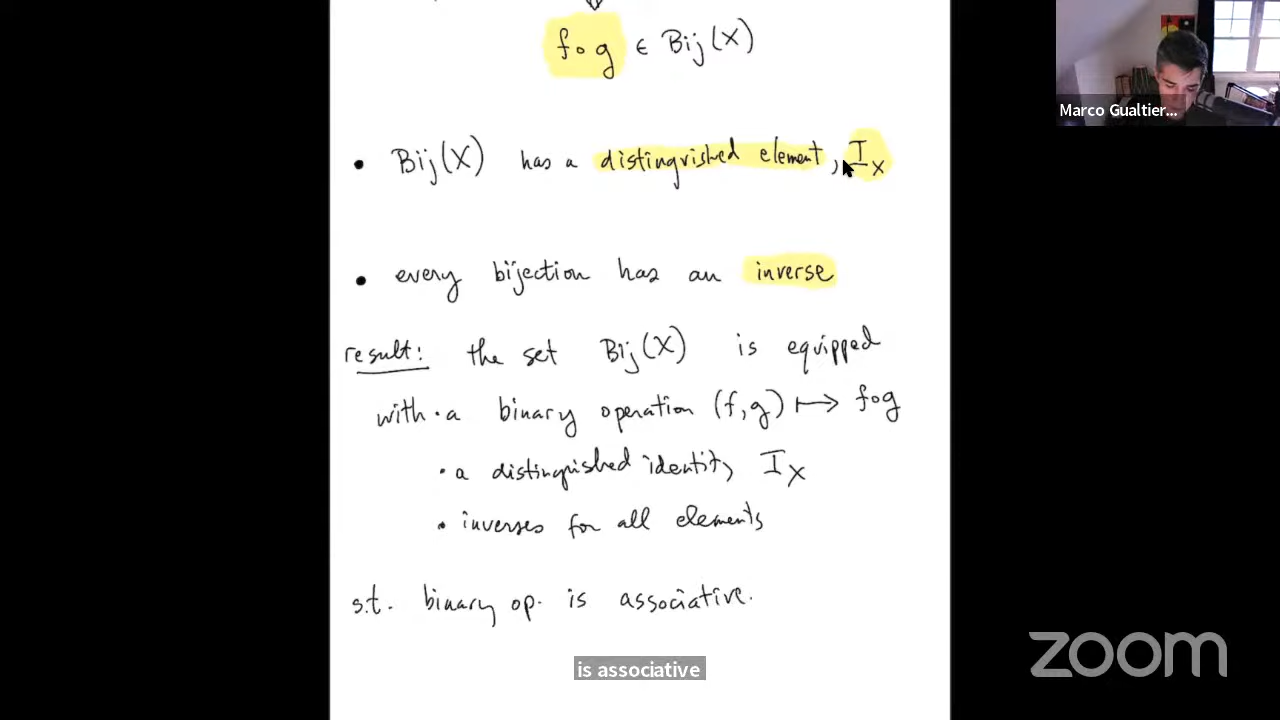 f∘g ∈ Bij(X)
Marco Gualtier...
• Bij(X) has a distinguished element, I_X
• every bijection has an inverse
result: the set Bij(X) is equipped
with · a binary operation (f,g) ↦ f∘g
· a distinguished identity I_X
· inverses for all elements
s.t. binary op. is associative.
is associative
zoom